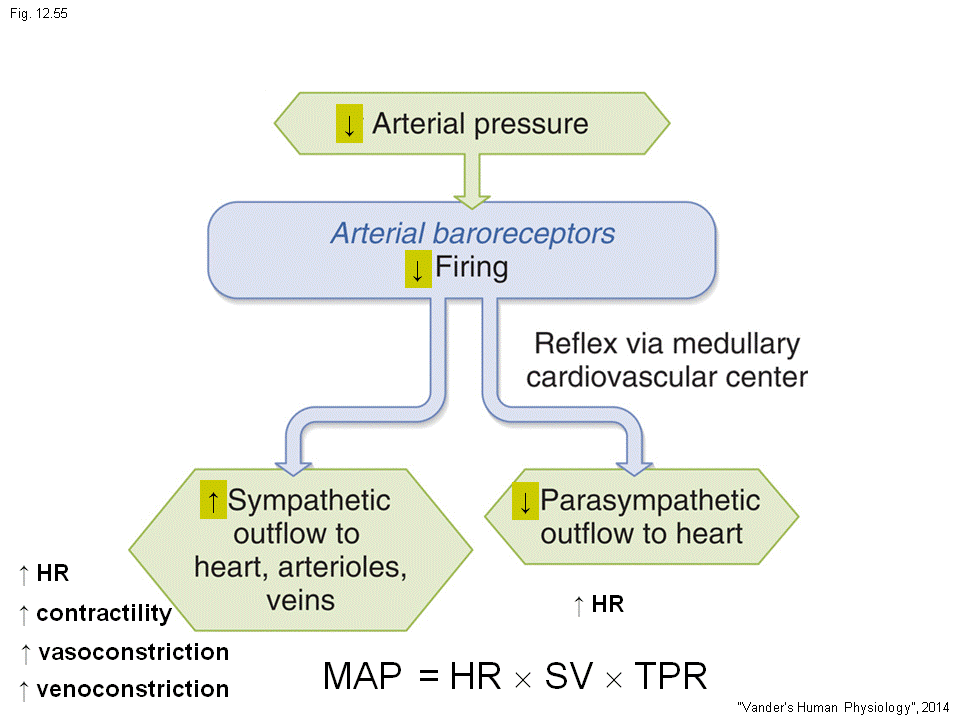 Fig. 12.55
↓ Arterial pressure
Arterial baroreceptors
↓ Firing
Reflex via medullary
cardiovascular center
↑ Sympathetic
outflow to
heart, arterioles,
veins
↓ Parasympathetic
outflow to heart
↑ HR
↑ contractility
↑ vasoconstriction
↑ venoconstriction
↑ HR
MAP = HR × SV × TPR
"Vander's Human Physiology", 2014